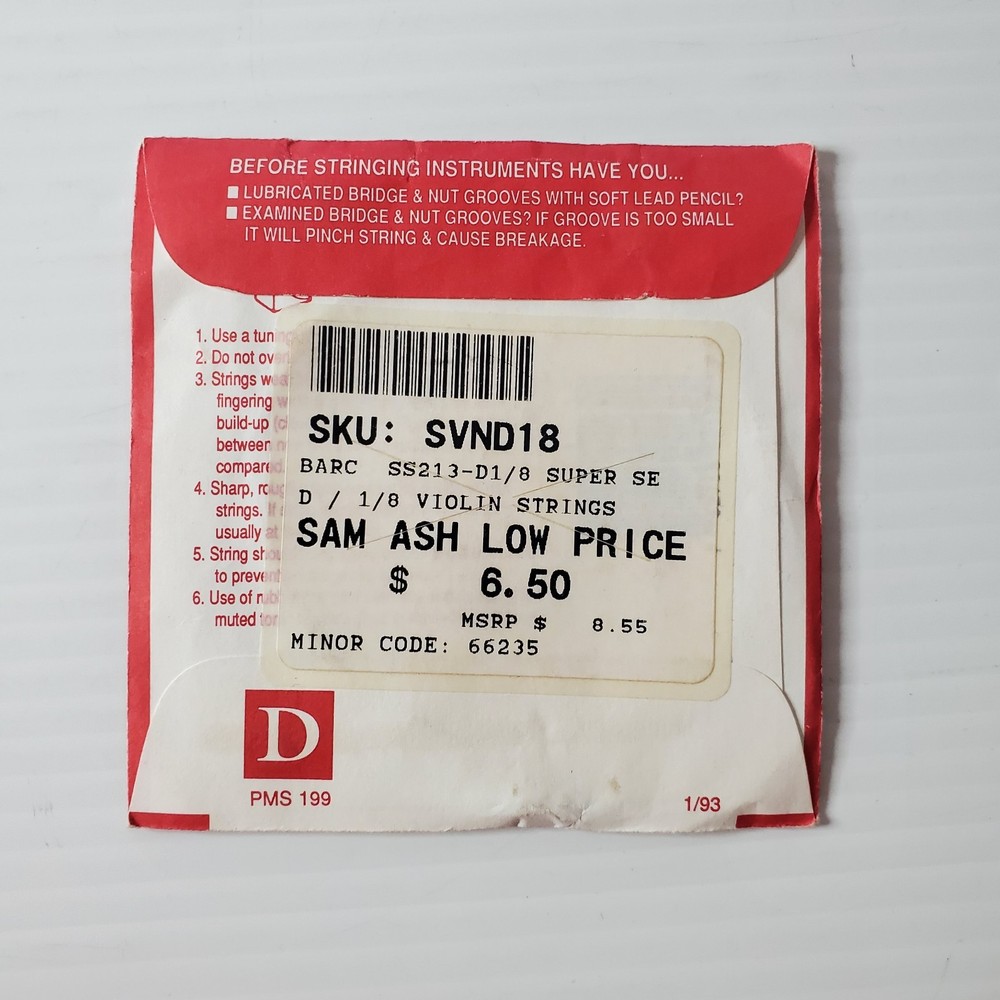 BEFORE STRINGING INSTRUMENTS HAVE YOU...
■ LUBRICATED BRIDGE & NUT GROOVES WITH SOFT LEAD PENCIL?
■ EXAMINED BRIDGE & NUT GROOVES? IF GROOVE IS TOO SMALL
IT WILL PINCH STRING & CAUSE BREAKAGE.
1. Use a tuning
2. Do not over
3. Strings
fingering
build-up
between
compared
4. Sharp,
strings. If
usually at
5. String
to prevent
6. Use of
muted
SKU: SVND18
BARC SS213-D1/8 SUPER SE
D / 1/8 VIOLIN STRINGS
SAM ASH LOW PRICE
$ 6.50
MSRP $ 8.55
MINOR CODE: 66235
D
PMS 199
1/93